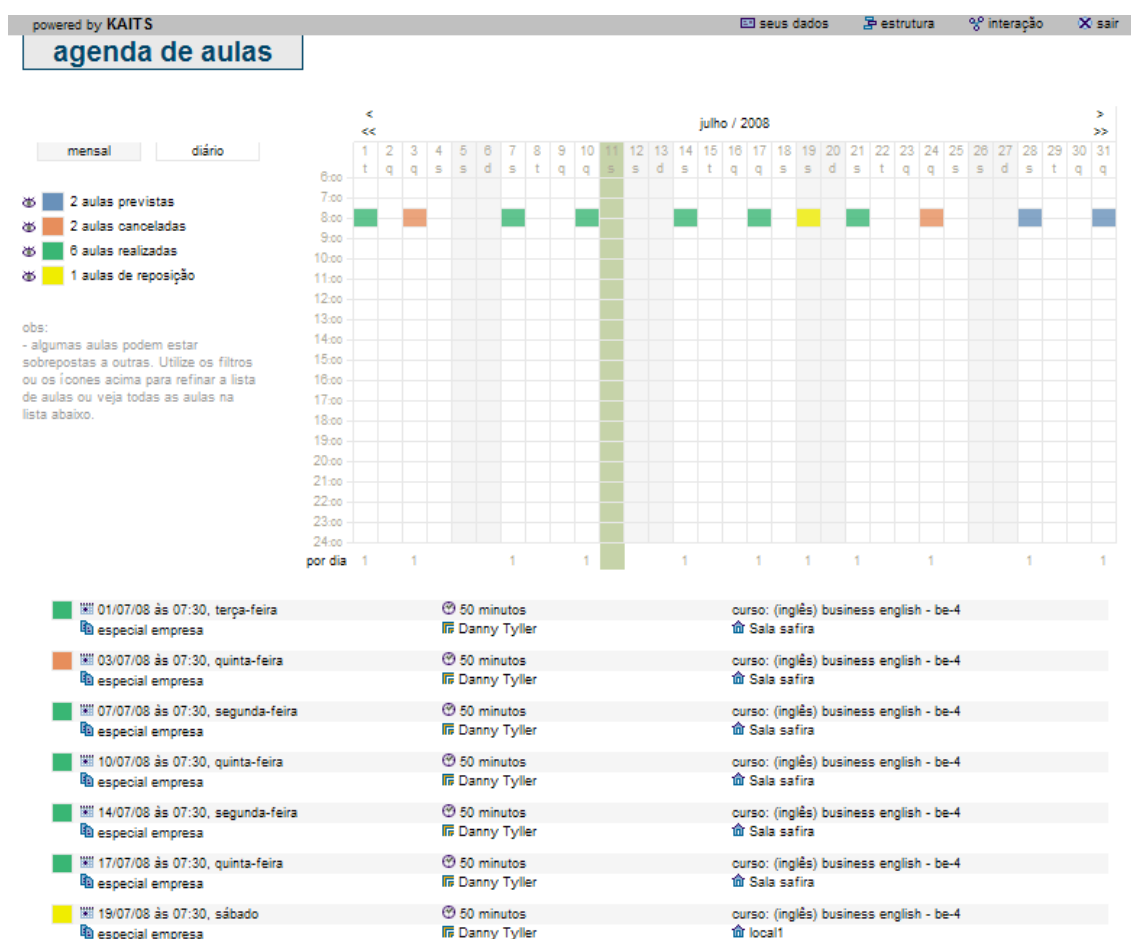 powered by KAITS seus dados estrutura interação sair
agenda de aulas
< >
julho / 2008
<< >>
mensal diário
1 2 3 4 5 6 7 8 9 10 11 12 13 14 15 16 17 18 19 20 21 22 23 24 25 26 27 28 29 30 31
t q q s s d s t q q s s d s t q q s s d s t q q s s d s t q q
6:00
7:00
2 aulas previstas
8:00
2 aulas canceladas
9:00
6 aulas realizadas
10:00
1 aulas de reposição
11:00
12:00
13:00
obs:
14:00
- algumas aulas podem estar
15:00
sobrepostas a outras. Utilize os filtros
16:00
ou os ícones acima para refinar a lista
17:00
de aulas ou veja todas as aulas na
lista abaixo.
18:00
19:00
20:00
21:00
22:00
23:00
24:00
por dia 1 1 1 1 1 1 1 1 1 1 1
01/07/08 às 07:30, terça-feira 50 minutos curso: (inglês) business english - be-4
especial empresa Danny Tyller Sala safira
03/07/08 às 07:30, quinta-feira 50 minutos curso: (inglês) business english - be-4
especial empresa Danny Tyller Sala safira
07/07/08 às 07:30, segunda-feira 50 minutos curso: (inglês) business english - be-4
especial empresa Danny Tyller Sala safira
10/07/08 às 07:30, quinta-feira 50 minutos curso: (inglês) business english - be-4
especial empresa Danny Tyller Sala safira
14/07/08 às 07:30, segunda-feira 50 minutos curso: (inglês) business english - be-4
especial empresa Danny Tyller Sala safira
17/07/08 às 07:30, quinta-feira 50 minutos curso: (inglês) business english - be-4
especial empresa Danny Tyller Sala safira
19/07/08 às 07:30, sábado 50 minutos curso: (inglês) business english - be-4
especial empresa Danny Tyller local1